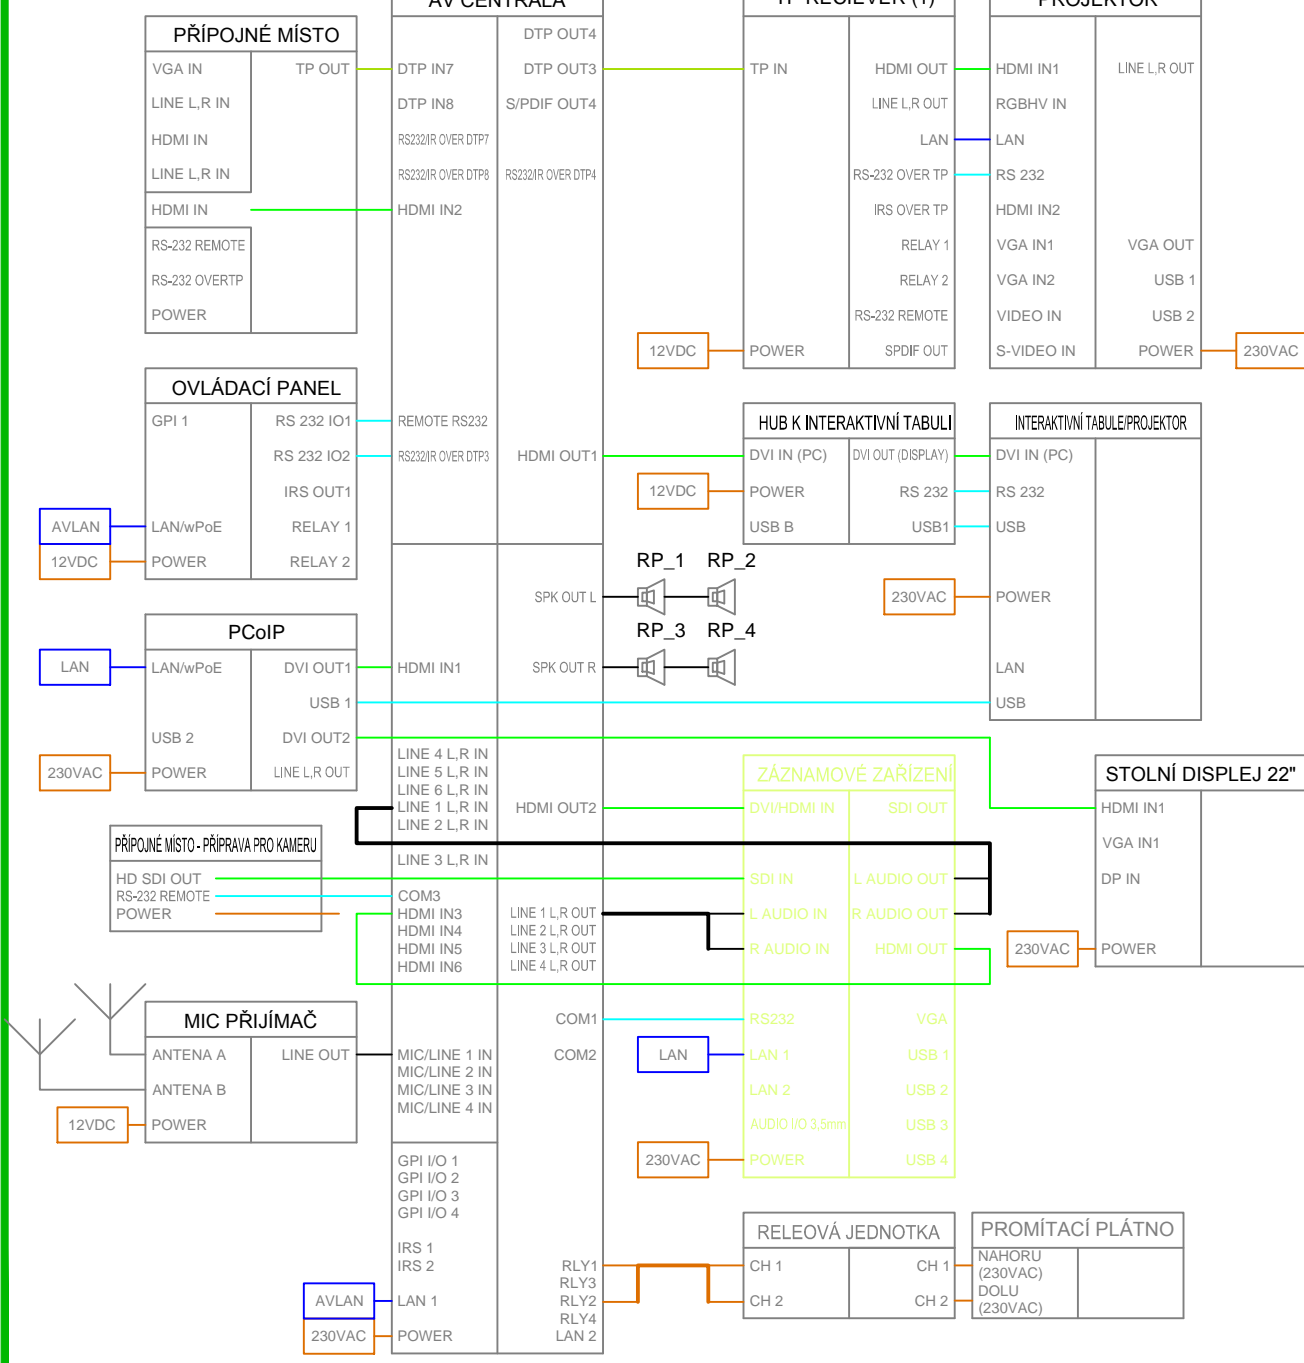 AV CENTRÁLA
TP RECIEVER (1)
PROJEKTOR
PŘÍPOJNÉ MÍSTO
VGA IN
TP OUT
LINE L,R IN
HDMI IN
LINE L,R IN
HDMI IN
RS-232 REMOTE
RS-232 OVERTP
POWER
DTP OUT4
DTP IN7
DTP OUT3
DTP IN8
S/PDIF OUT4
RS232/IR OVER DTP7
RS232/IR OVER DTP8
RS232/IR OVER DTP4
HDMI IN2
TP IN
HDMI OUT
LINE L,R OUT
LAN
RS-232 OVER TP
IRS OVER TP
RELAY 1
RELAY 2
RS-232 REMOTE
12VDC
POWER
SPDIF OUT
HDMI IN1
LINE L,R OUT
RGBHV IN
LAN
RS 232
HDMI IN2
VGA IN1
VGA OUT
VGA IN2
USB 1
VIDEO IN
USB 2
S-VIDEO IN
POWER
230VAC
OVLÁDACÍ PANEL
GPI 1
RS 232 IO1
RS 232 IO2
IRS OUT1
AVLAN
LAN/wPoE
RELAY 1
12VDC
POWER
RELAY 2
REMOTE RS232
RS232/IR OVER DTP3
HDMI OUT1
HUB K INTERAKTIVNÍ TABULI
DVI IN (PC)
DVI OUT (DISPLAY)
12VDC
POWER
RS 232
USB B
USB1
INTERAKTIVNÍ TABULE/PROJEKTOR
DVI IN (PC)
RS 232
USB
230VAC
POWER
LAN
USB
RP_1
RP_2
SPK OUT L
RP_3
RP_4
SPK OUT R
PCoIP
LAN
LAN/wPoE
DVI OUT1
USB 1
USB 2
DVI OUT2
230VAC
POWER
LINE L,R OUT
HDMI IN1
LINE 4 L,R IN
LINE 5 L,R IN
LINE 6 L,R IN
LINE 1 L,R IN
LINE 2 L,R IN
LINE 3 L,R IN
HDMI OUT2
ZÁZNAMOVÉ ZAŘÍZENÍ
DVI/HDMI IN
SDI OUT
SDI IN
L AUDIO OUT
L AUDIO IN
R AUDIO OUT
R AUDIO IN
HDMI OUT
RS232
VGA
LAN
LAN 1
USB 1
LAN 2
USB 2
AUDIO I/O 3,5mm
USB 3
230VAC
POWER
USB 4
STOLNÍ DISPLEJ 22"
HDMI IN1
VGA IN1
DP IN
230VAC
POWER
PŘÍPOJNÉ MÍSTO - PŘÍPRAVA PRO KAMERU
HD SDI OUT
RS-232 REMOTE
POWER
COM3
HDMI IN3
HDMI IN4
HDMI IN5
HDMI IN6
LINE 1 L,R OUT
LINE 2 L,R OUT
LINE 3 L,R OUT
LINE 4 L,R OUT
MIC PŘIJÍMAČ
ANTENA A
LINE OUT
ANTENA B
12VDC
POWER
COM1
COM2
MIC/LINE 1 IN
MIC/LINE 2 IN
MIC/LINE 3 IN
MIC/LINE 4 IN
GPI I/O 1
GPI I/O 2
GPI I/O 3
GPI I/O 4
IRS 1
IRS 2
AVLAN
LAN 1
230VAC
POWER
RLY1
RLY3
RLY2
RLY4
LAN 2
RELEOVÁ JEDNOTKA
CH 1
CH 1
CH 2
CH 2
PROMÍTACÍ PLÁTNO
NAHORU
(230VAC)
DOLU
(230VAC)